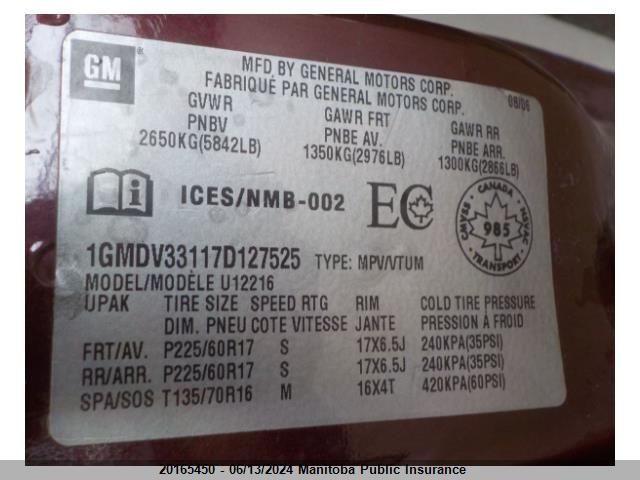 GM
MFD BY GENERAL MOTORS CORP.
FABRIQUÉ PAR GENERAL MOTORS CORP.
08/06
GVWR GAWR FRT GAWR RR
PNBV PNBE AV. PNBE ARR.
2650KG(5842LB) 1350KG(2976LB) 1300KG(2866LB)
i ICES/NMB-002 EC
CANADA
CMVSS NSVAC
985
TRANSPORT
1GMDV33117D127525 TYPE: MPV/VTUM
MODEL/MODÈLE U12216
UPAK TIRE SIZE SPEED RTG RIM COLD TIRE PRESSURE
DIM. PNEU COTE VITESSE JANTE PRESSION À FROID
FRT/AV. P225/60R17 S 17X6.5J 240KPA(35PSI)
RR/ARR. P225/60R17 S 17X6.5J 240KPA(35PSI)
SPA/SOS T135/70R16 M 16X4T 420KPA(60PSI)
20165450 - 06/13/2024 Manitoba Public Insurance